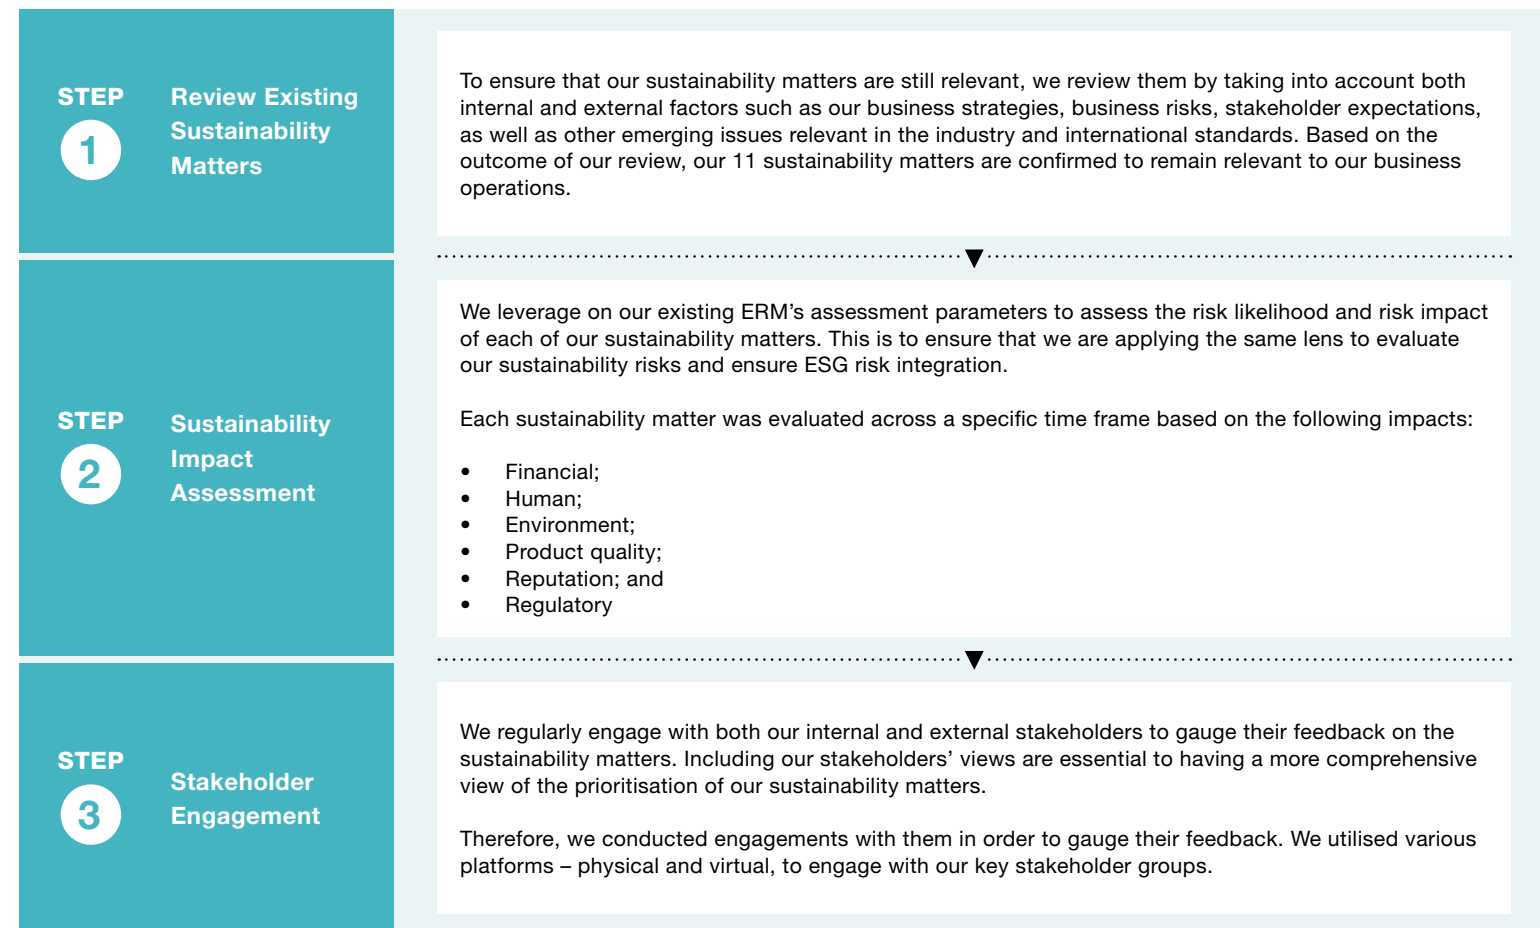 STEP
1
Review Existing
Sustainability
Matters
To ensure that our sustainability matters are still relevant, we review them by taking into account both
internal and external factors such as our business strategies, business risks, stakeholder expectations,
as well as other emerging issues relevant in the industry and international standards. Based on the
outcome of our review, our 11 sustainability matters are confirmed to remain relevant to our business
operations.
STEP
2
Sustainability
Impact
Assessment
We leverage on our existing ERM's assessment parameters to assess the risk likelihood and risk impact
of each of our sustainability matters. This is to ensure that we are applying the same lens to evaluate
our sustainability risks and ensure ESG risk integration.
Each sustainability matter was evaluated across a specific time frame based on the following impacts:
• Financial;
• Human;
• Environment;
• Product quality;
• Reputation; and
• Regulatory
STEP
3
Stakeholder
Engagement
We regularly engage with both our internal and external stakeholders to gauge their feedback on the
sustainability matters. Including our stakeholders' views are essential to having a more comprehensive
view of the prioritisation of our sustainability matters.
Therefore, we conducted engagements with them in order to gauge their feedback. We utilised various
platforms – physical and virtual, to engage with our key stakeholder groups.